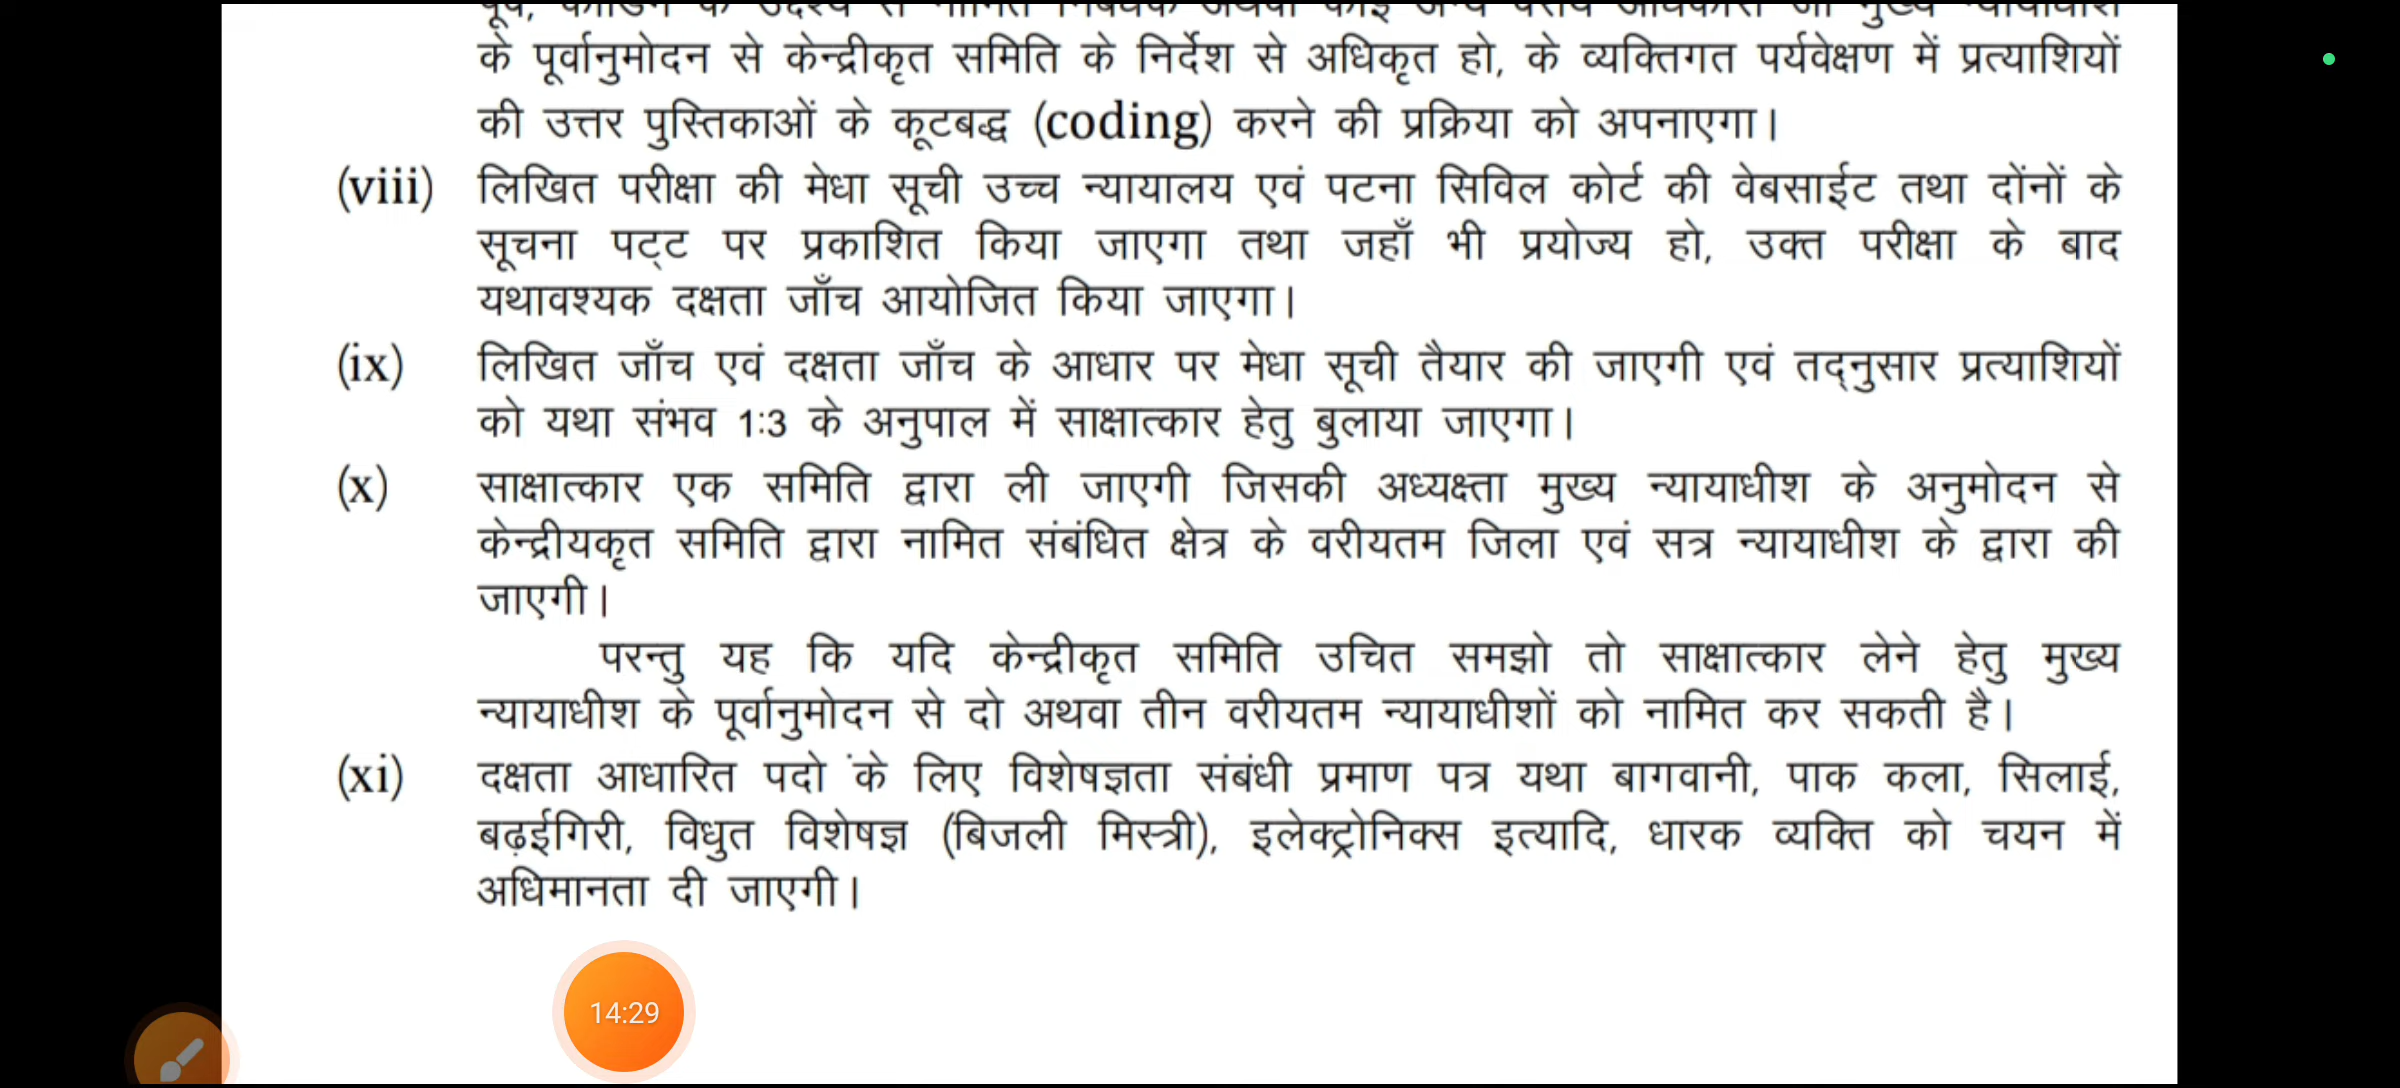 के पूर्वानुमोदन से केन्द्रीकृत समिति के निर्देश से अधिकृत हो, के व्यक्तिगत पर्यवेक्षण में प्रत्याशियों
की उत्तर पुस्तिकाओं के कूटबद्ध (coding) करने की प्रक्रिया को अपनाएगा।
(viii) लिखित परीक्षा की मेधा सूची उच्च न्यायालय एवं पटना सिविल कोर्ट की वेबसाईट तथा दोंनों के
सूचना पट्ट पर प्रकाशित किया जाएगा तथा जहाँ भी प्रयोज्य हो, उक्त परीक्षा के बाद
यथावश्यक दक्षता जाँच आयोजित किया जाएगा।
(ix) लिखित जाँच एवं दक्षता जाँच के आधार पर मेधा सूची तैयार की जाएगी एवं तद्नुसार प्रत्याशियों
को यथा संभव 1:3 के अनुपाल में साक्षात्कार हेतु बुलाया जाएगा।
(x) साक्षात्कार एक समिति द्वारा ली जाएगी जिसकी अध्यक्ष्ता मुख्य न्यायाधीश के अनुमोदन से
केन्द्रीयकृत समिति द्वारा नामित संबंधित क्षेत्र के वरीयतम जिला एवं सत्र न्यायाधीश के द्वारा की
जाएगी।
परन्तु यह कि यदि केन्द्रीकृत समिति उचित समझो तो साक्षात्कार लेने हेतु मुख्य
न्यायाधीश के पूर्वानुमोदन से दो अथवा तीन वरीयतम न्यायाधीशों को नामित कर सकती है।
(xi) दक्षता आधारित पदो ंके लिए विशेषज्ञता संबंधी प्रमाण पत्र यथा बागवानी, पाक कला, सिलाई,
बढ़ईगिरी, विधुत विशेषज्ञ (बिजली मिस्त्री), इलेक्ट्रोनिक्स इत्यादि, धारक व्यक्ति को चयन में
अधिमानता दी जाएगी।
14:29